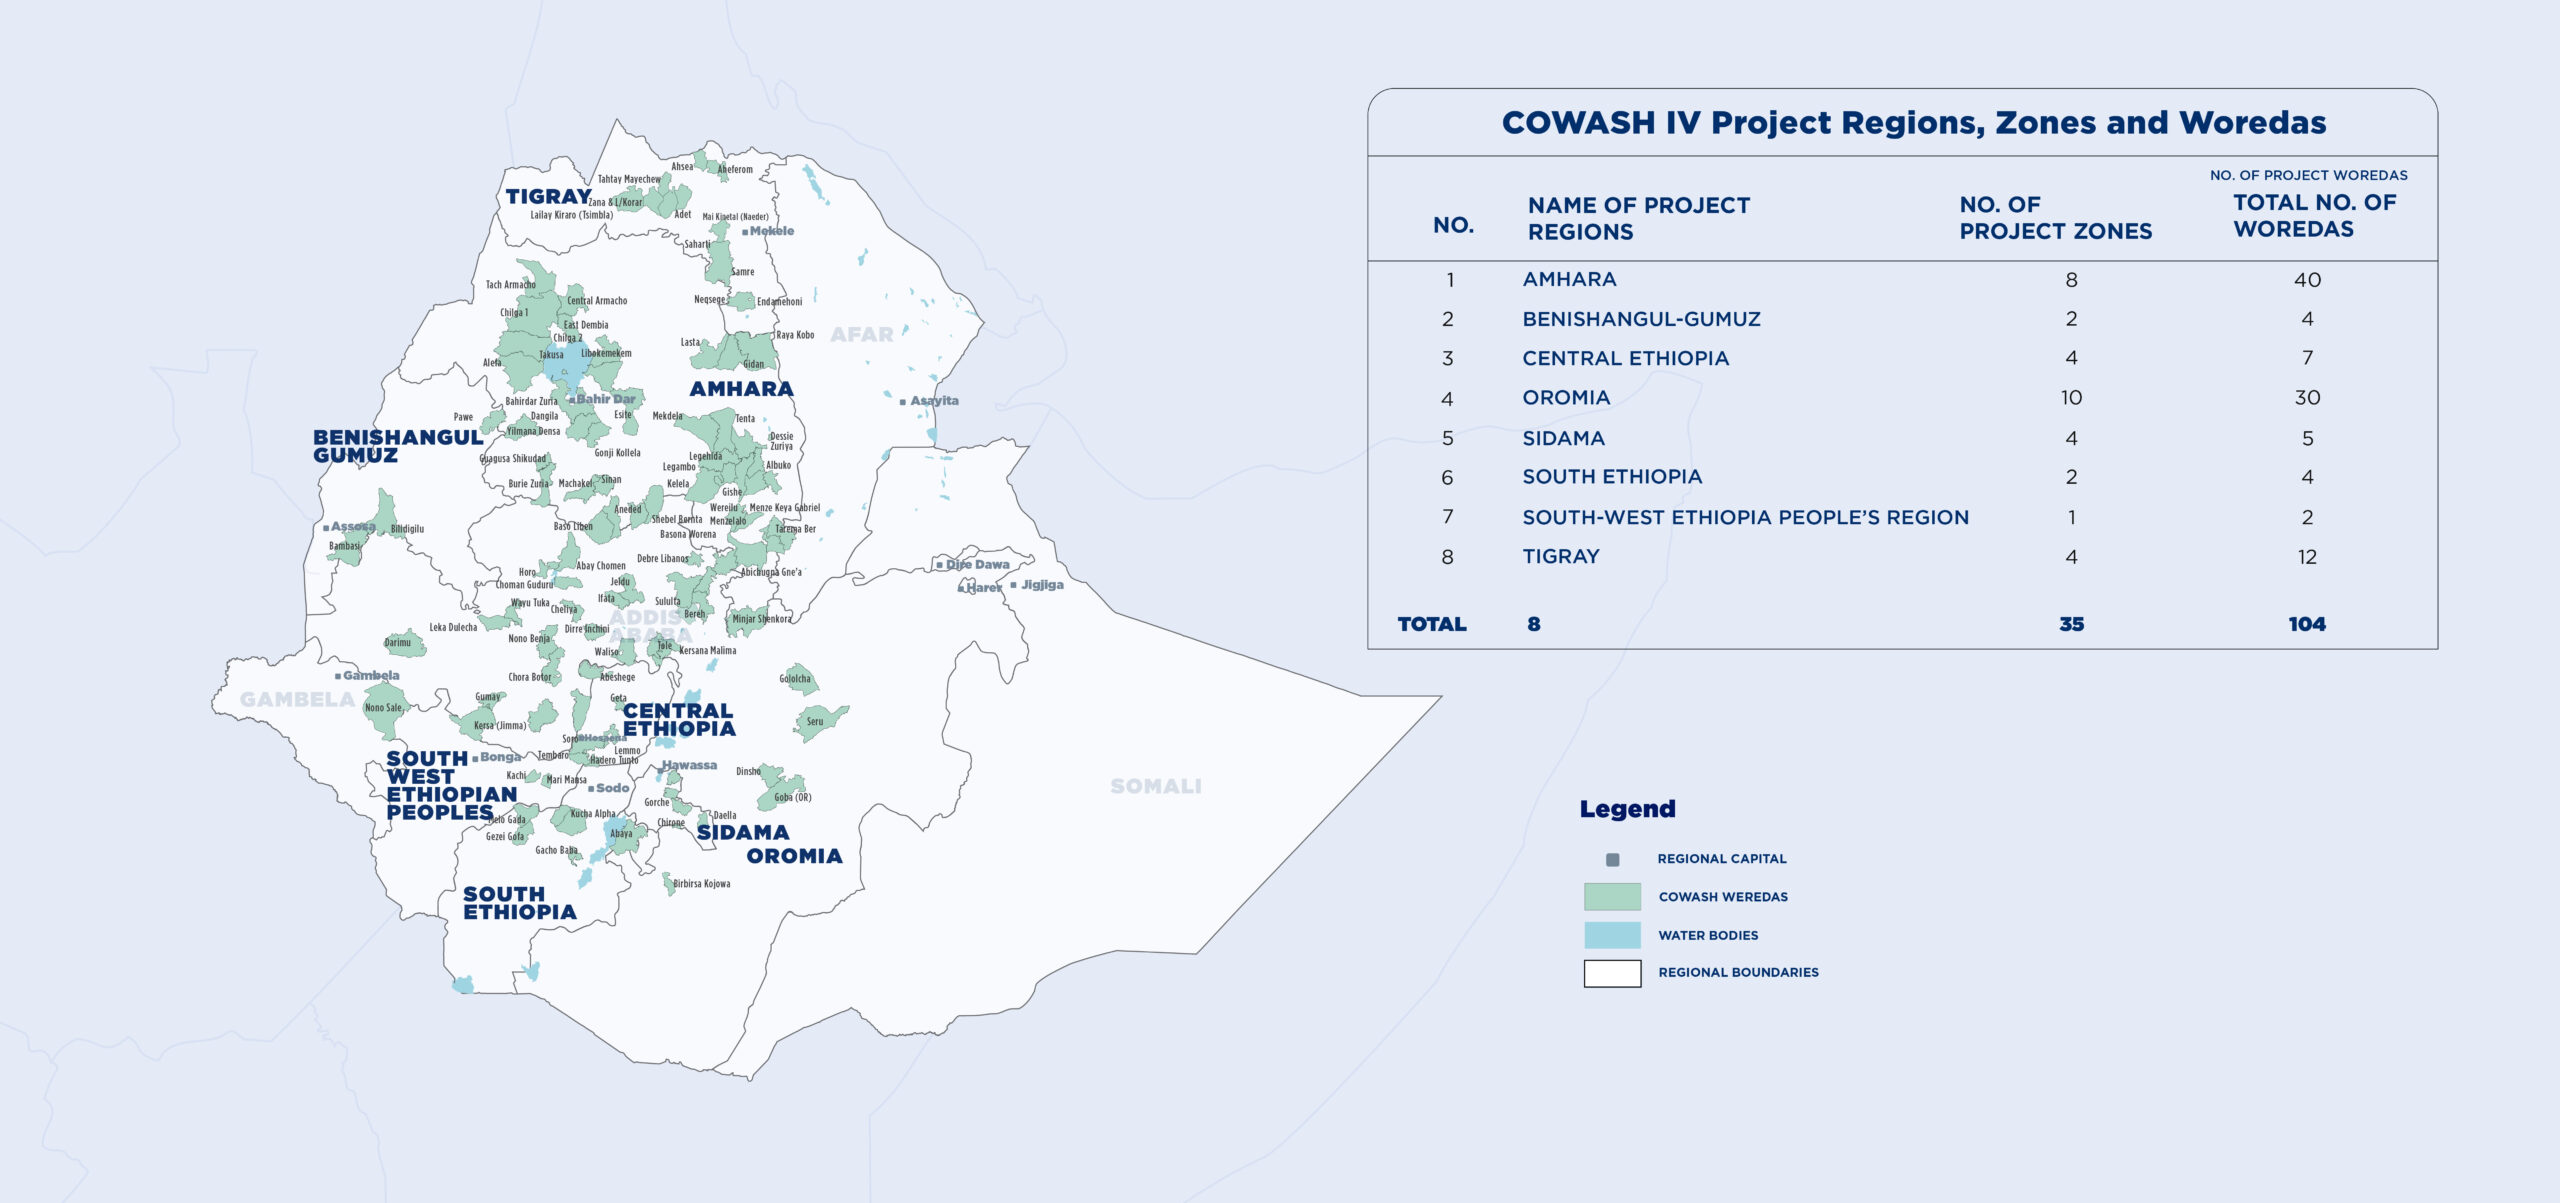 COWASH IV Project Regions, Zones and Woredas
NO.
NAME OF PROJECT
REGIONS
NO. OF
PROJECT ZONES
NO. OF PROJECT WOREDAS
TOTAL NO. OF
WOREDAS
1 AMHARA 8 40
2 BENISHANGUL-GUMUZ 2 4
3 CENTRAL ETHIOPIA 4 7
4 OROMIA 10 30
5 SIDAMA 4 5
6 SOUTH ETHIOPIA 2 4
7 SOUTH-WEST ETHIOPIA PEOPLE'S REGION 1 2
8 TIGRAY 4 12
TOTAL 8 35 104
Ahsea
Aheferom
Tahtay Mayechew
TIGRAY
Zana & L/Korar
Lailay Kiraro (Tsimbla)
Adet
Mai Kinetal (Naeder)
Mekele
Saharti
Samre
Tach Armacho
Central Armacho
Neqsege
Endamehoni
Chilga 1
East Dembia
Chilga 2
Raya Kobo
AFAR
Lasta
Takusa
Libokemekem
Alefa
Gidan
AMHARA
Bahirdar Zuria
Bahir Dar
Asayita
Pawe
Dangila
Esite
Mekdela
Tenta
Yilmana Densa
BENISHANGUL
GUMUZ
Dessie
Zuriya
Guagusa Shikudad
Gonji Kollela
Legehida
Legambo
Albuko
Burie Zuria
Machakel
Sinan
Kelela
Gishe
Aneded
Wereilu
Menze Keya Gabriel
Shebel Bernta
Menzelalo
Assosa
Bilidigilu
Baso Liben
Tarema Ber
Basona Worena
Bambasi
Debre Libanos
Abay Chomen
Horo
Abichugna Gne'a
Dire Dawa
Choman Guduru
Jeldu
Harer
Jigjiga
Ifata
Sululta
Wayu Tuka
Cheliya
Bereh
ADDIS
ABABA
Minjar Shenkora
Leka Dulecha
Dirre Inchini
Nono Benja
Darimu
Waliso
Tole
Kersana Malima
Gambela
Chora Botor
Abeshege
Gololcha
GAMBELA
Gumay
Geta
Nono Sale
CENTRAL
ETHIOPIA
Kersa (Jimma)
Seru
Soro
Hosaena
Lemmo
SOUTH
WEST
ETHIOPIAN
PEOPLES
Bonga
Tembaro
Hadero Tunto
Hawassa
Kachi
Mari Mansa
Dinsho
Sodo
SOMALI
Goba (OR)
Gorche
Melo Gada
Kucha Alpha
Daella
Chirone
Gezei Gofa
Abaya
SIDAMA
Gacho Baba
OROMIA
Birbirsa Kojowa
SOUTH
ETHIOPIA
Legend
REGIONAL CAPITAL
COWASH WEREDAS
WATER BODIES
REGIONAL BOUNDARIES